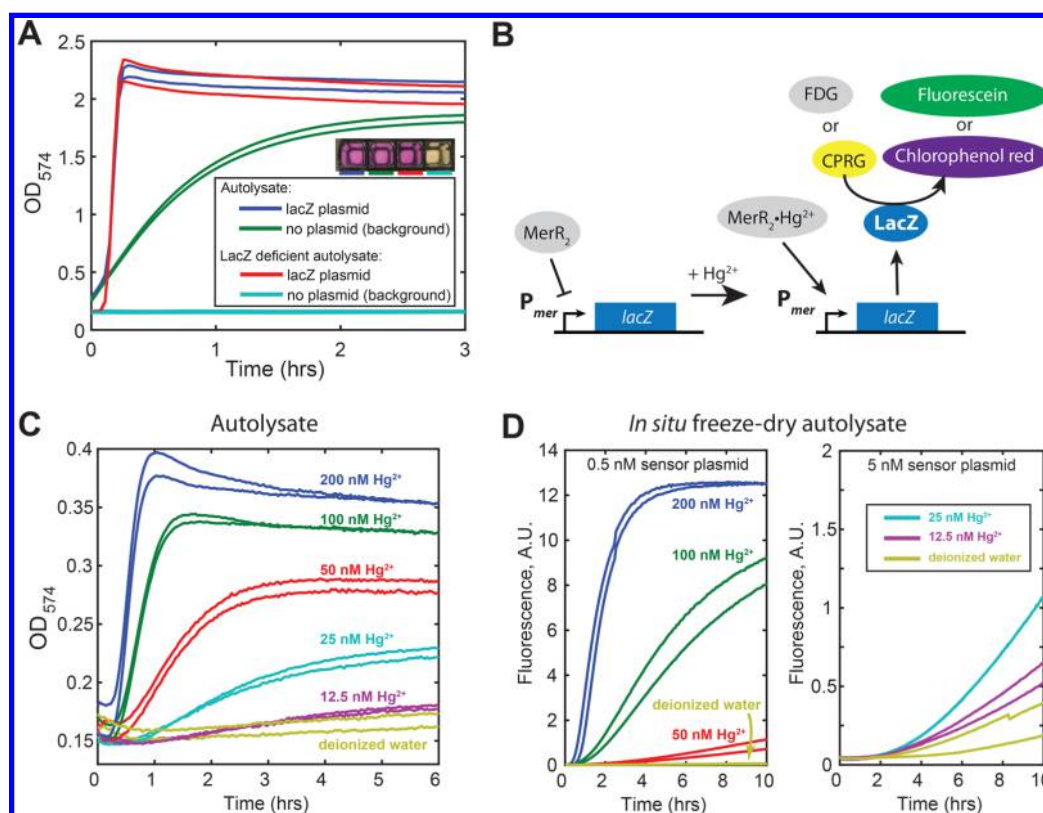 A
OD574
2.5
2
1.5
1
0.5
0
0
1
2
3
Time (hrs)
Autolysate:
lacZ plasmid
no plasmid (background)
LacZ deficient autolysate:
lacZ plasmid
no plasmid (background)
B
FDG
or
CPRG
Fluorescein
or
Chlorophenol red
LacZ
MerR2
MerR2•Hg2+
Pmer
lacZ
+ Hg2+
Pmer
lacZ
C
Autolysate
OD574
0.4
0.35
0.3
0.25
0.2
0.15
0
1
2
3
4
5
6
Time (hrs)
200 nM Hg2+
100 nM Hg2+
50 nM Hg2+
25 nM Hg2+
12.5 nM Hg2+
deionized water
D
In situ freeze-dry autolysate
Fluorescence, A.U.
14
12
10
8
6
4
2
0
0
2
4
6
8
10
Time (hrs)
0.5 nM sensor plasmid
200 nM Hg2+
100 nM Hg2+
deionized water
50 nM Hg2+
Fluorescence, A.U.
2
1.5
1
0.5
0
0
2
4
6
8
10
Time (hrs)
5 nM sensor plasmid
25 nM Hg2+
12.5 nM Hg2+
deionized water